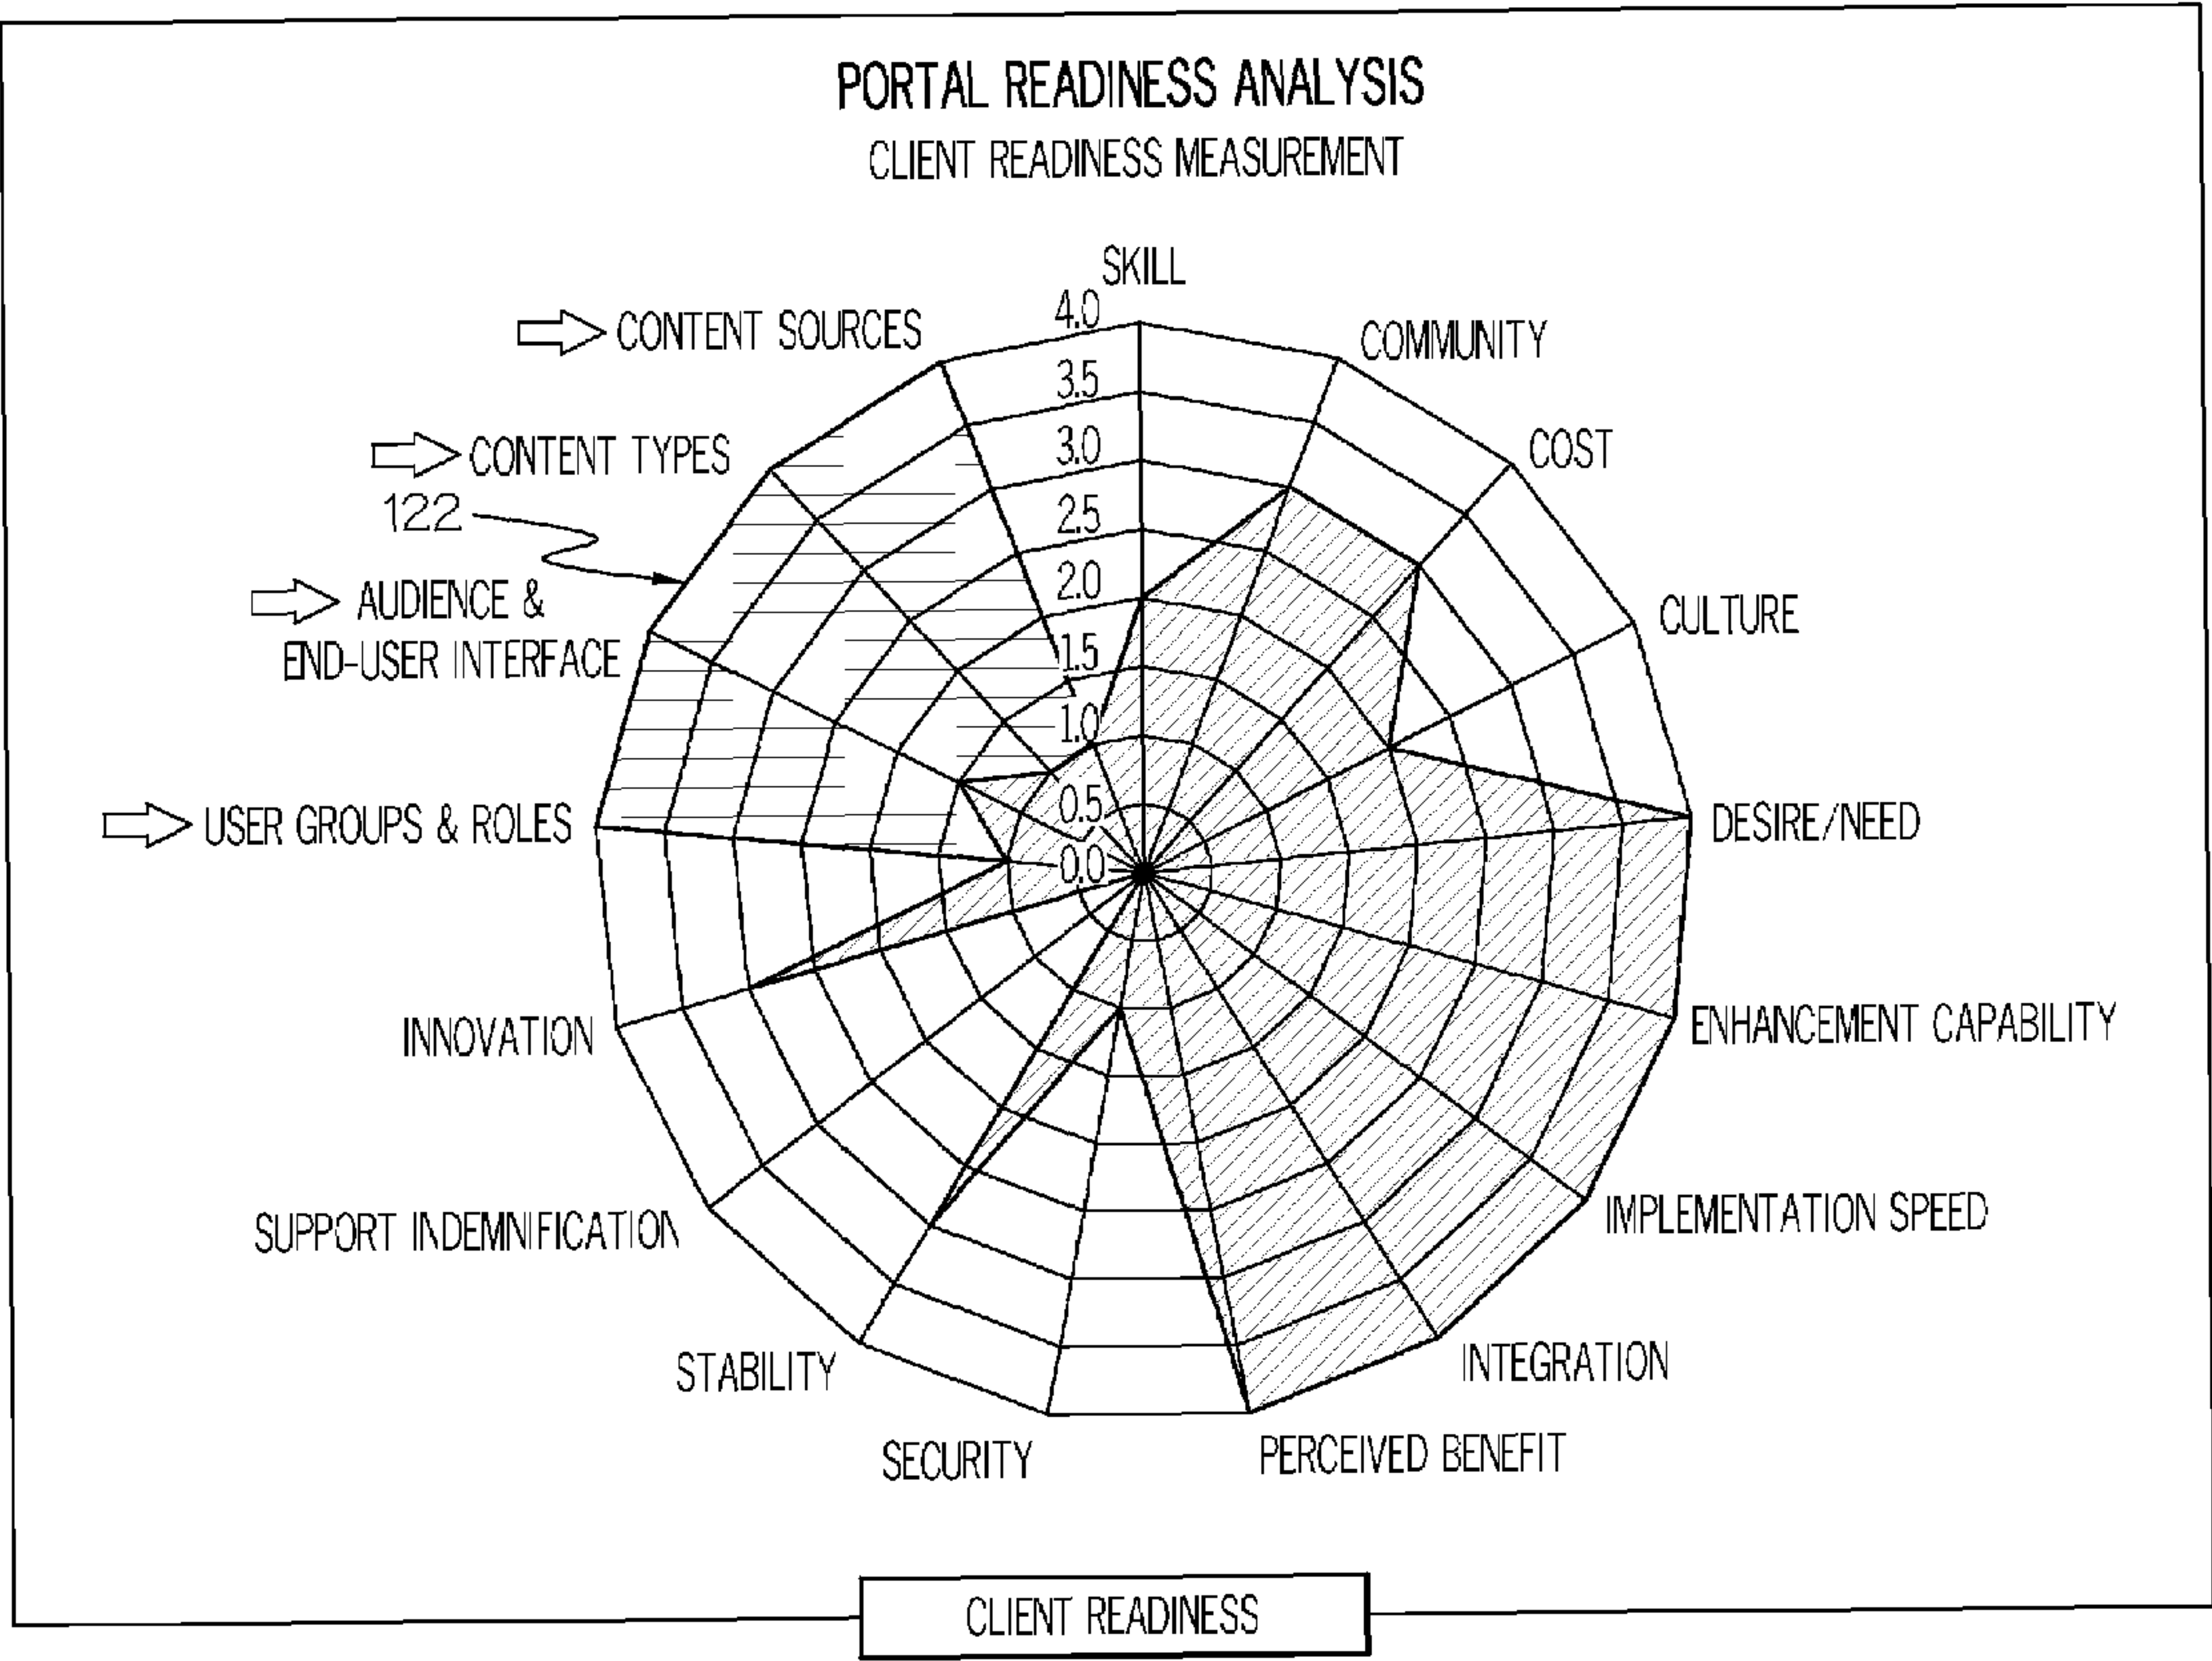 PORTAL READINESS ANALYSIS
CLIENT READINESS MEASUREMENT
SKILL
4.0
3.5
3.0
2.5
2.0
1.5
1.0
0.5
0.0
COMMUNITY
COST
CULTURE
DESIRE/NEED
ENHANCEMENT CAPABILITY
IMPLEMENTATION SPEED
INTEGRATION
PERCEIVED BENEFIT
SECURITY
STABILITY
SUPPORT INDEMNIFICATION
INNOVATION
USER GROUPS & ROLES
AUDIENCE &
END-USER INTERFACE
122
CONTENT TYPES
CONTENT SOURCES
CLIENT READINESS